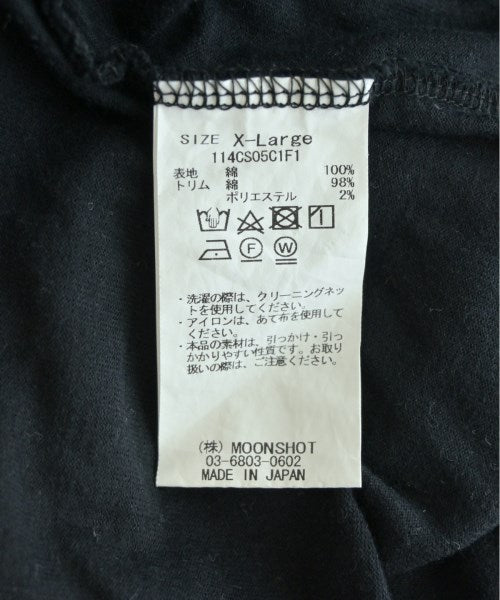 SIZE X-Large
114CS05C1F1
表地 綿 100%
トリム 綿 98%
ポリエステル 2%
F W
・洗濯の際は、クリーニングネッ
トを使用してください。
・アイロンは、あて布を使用して
ください。
・本品の素材は、引っかけ・引っ
かかりやすい性質です。お取り
扱いの際は、ご注意ください。
(株) MOONSHOT
03-6803-0602
MADE IN JAPAN